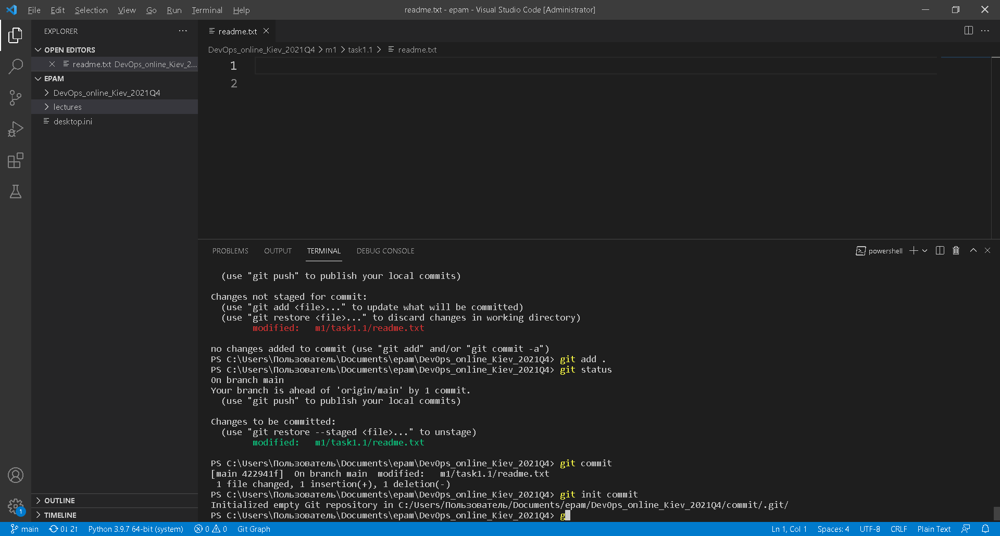 File Edit Selection View Go Run Terminal Help
readme.txt - epam - Visual Studio Code [Administrator]
EXPLORER
OPEN EDITORS
readme.txt DevOps_online_Kiev_2...
EPAM
DevOps_online_Kiev_2021Q4
lectures
desktop.ini
OUTLINE
TIMELINE
1
readme.txt
DevOps_online_Kiev_2021Q4 > m1 > task1.1 > readme.txt
1
2
PROBLEMS OUTPUT TERMINAL DEBUG CONSOLE
powershell
(use "git push" to publish your local commits)
Changes not staged for commit:
(use "git add <file>..." to update what will be committed)
(use "git restore <file>..." to discard changes in working directory)
modified: m1/task1.1/readme.txt
no changes added to commit (use "git add" and/or "git commit -a")
PS C:\Users\Пользователь\Documents\epam\DevOps_online_Kiev_2021Q4> git add .
PS C:\Users\Пользователь\Documents\epam\DevOps_online_Kiev_2021Q4> git status
On branch main
Your branch is ahead of 'origin/main' by 1 commit.
(use "git push" to publish your local commits)
Changes to be committed:
(use "git restore --staged <file>..." to unstage)
modified: m1/task1.1/readme.txt
PS C:\Users\Пользователь\Documents\epam\DevOps_online_Kiev_2021Q4> git commit
[main 422941f] On branch main modified: m1/task1.1/readme.txt
1 file changed, 1 insertion(+), 1 deletion(-)
PS C:\Users\Пользователь\Documents\epam\DevOps_online_Kiev_2021Q4> git init commit
Initialized empty Git repository in C:/Users/Пользователь/Documents/epam/DevOps_online_Kiev_2021Q4/commit/.git/
PS C:\Users\Пользователь\Documents\epam\DevOps_online_Kiev_2021Q4> g
main 0↓ 2↑ Python 3.9.7 64-bit (system) 0 0 Git Graph
Ln 1, Col 1 Spaces: 4 UTF-8 CRLF Plain Text